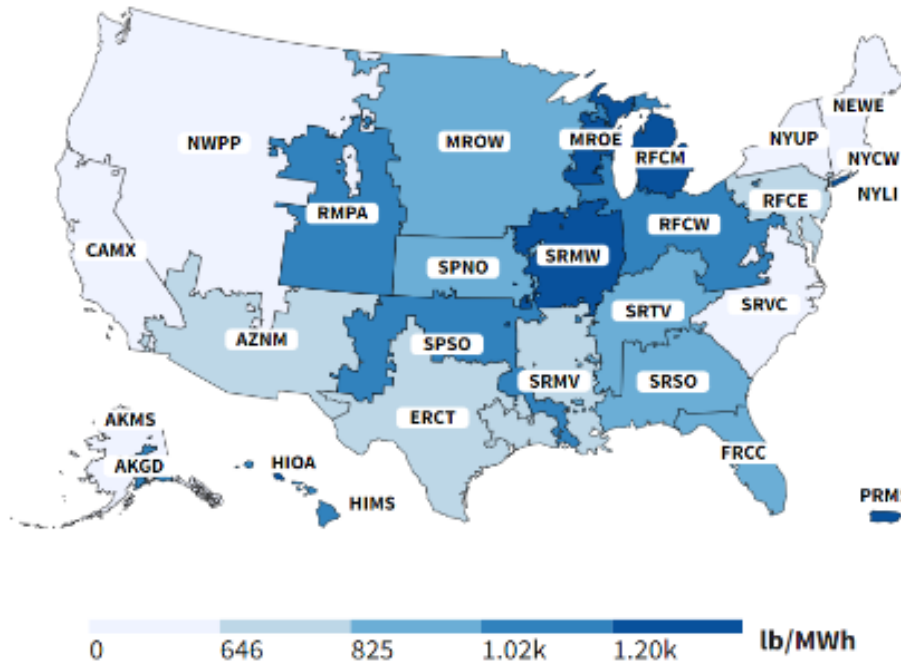 NEWE
NWPP
MROW
MROE
NYUP
RFCM
NYCW
NYLI
RFCE
RMPA
RFCW
CAMX
SRMW
SPNO
SRVC
SRTV
AZNM
SPSO
SRMV
SRSO
ERCT
AKMS
FRCC
AKGD
HIOA
HIMS
PRMS
0 646 825 1.02k 1.20k lb/MWh